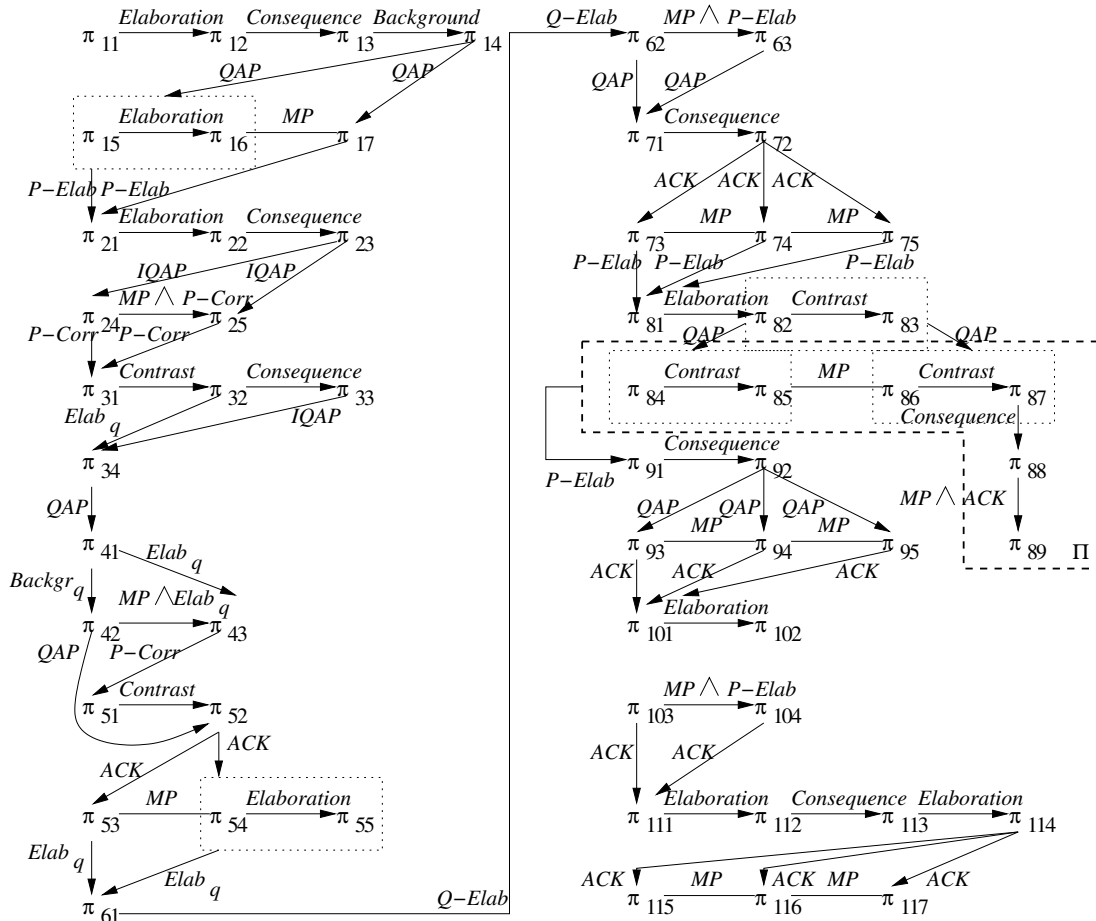 Elaboration Consequence Background
π 11 π 12 π 13 π 14
QAP QAP
Elaboration MP
π 15 π 16 π 17
P−Elab P−Elab
Elaboration Consequence
π 21 π 22 π 23
IQAP IQAP
MP ∧ P−Corr
π 24 π 25
P−Corr P−Corr
Contrast Consequence
π 31 π 32 π 33
Elab q IQAP
π 34
QAP
π 41
Elab q
Backgr q
MP ∧ Elab q
π 42 π 43
QAP P−Corr
Contrast
π 51 π 52
ACK ACK
MP Elaboration
π 53 π 54 π 55
Elab q Elab q
π 61
Q−Elab
Q−Elab MP ∧ P−Elab
π 62 π 63
QAP QAP
Consequence
π 71 π 72
ACK ACK ACK
MP MP
π 73 π 74 π 75
P−Elab P−Elab P−Elab
Elaboration Contrast
π 81 π 82 π 83
QAP QAP
Contrast MP Contrast
π 84 π 85 π 86 π 87
Consequence
Consequence
π 91 π 92 π 88
P−Elab
MP ∧ ACK
QAP QAP QAP
MP MP
π 93 π 94 π 95 π 89 Π
ACK ACK ACK
Elaboration
π 101 π 102
MP ∧ P−Elab
π 103 π 104
ACK ACK
Elaboration Consequence Elaboration
π 111 π 112 π 113 π 114
ACK MP ACK MP ACK
π 115 π 116 π 117